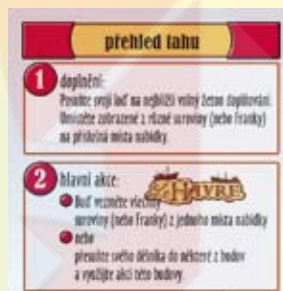 přehled tahu
1 doplnění:
Posuňte svoji loď na nejbližší volný žeton doplňování.
Umístěte zobrazené 2 různé suroviny (nebo Franky)
na příslušná místa nabídky.
2 hlavní akce:
LE HAVRE
Buď vezměte všechny
suroviny (nebo Franky) z jednoho místa nabídky
nebo
přesuňte svého dělníka do některé z budov
a využijte akci této budovy.